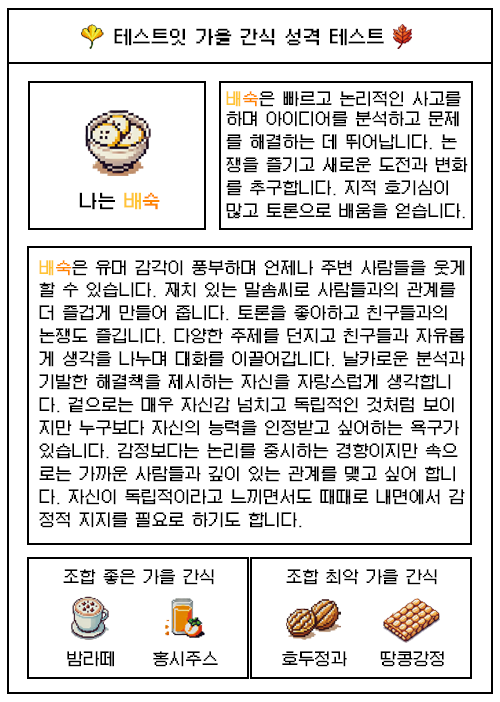 테스트잇 가을 간식 성격 테스트
나는 배숙
배숙은 빠르고 논리적인 사고를
하며 아이디어를 분석하고 문제
를 해결하는 데 뛰어납니다. 논
쟁을 즐기고 새로운 도전과 변화
를 추구합니다. 지적 호기심이
많고 토론으로 배움을 얻습니다.
배숙은 유머 감각이 풍부하며 언제나 주변 사람들을 웃게
할 수 있습니다. 재치 있는 말솜씨로 사람들과의 관계를
더 즐겁게 만들어 줍니다. 토론을 좋아하고 친구들과의
논쟁도 즐깁니다. 다양한 주제를 던지고 친구들과 자유롭
게 생각을 나누며 대화를 이끌어갑니다. 날카로운 분석과
기발한 해결책을 제시하는 자신을 자랑스럽게 생각합니
다. 겉으로는 매우 자신감 넘치고 독립적인 것처럼 보이
지만 누구보다 자신의 능력을 인정받고 싶어하는 욕구가
있습니다. 감정보다는 논리를 중시하는 경향이지만 속으
로는 가까운 사람들과 깊이 있는 관계를 맺고 싶어 합니
다. 자신이 독립적이라고 느끼면서도 때때로 내면에서 감
정적 지지를 필요로 하기도 합니다.
조합 좋은 가을 간식
밤라떼 홍시주스
조합 최악 가을 간식
호두정과 땅콩강정